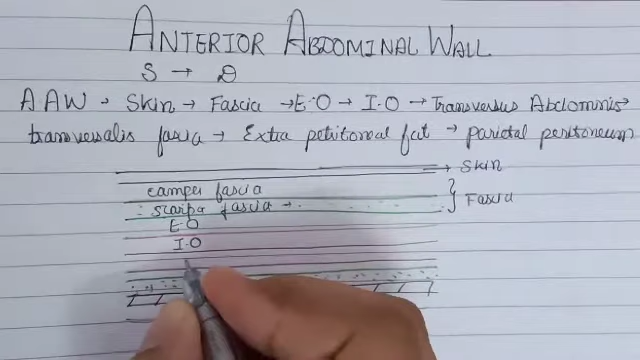 ANTERIOR ABDOMINAL WALL
S → D
AAW - Skin → Fascia → E.O → I.O → Transversus Abdominis →
transversalis fascia → Extra peritoneal fat → parietal peritoneum
→ Skin
camper fascia
scarpa fascia →
Fascia
E.O
I.O